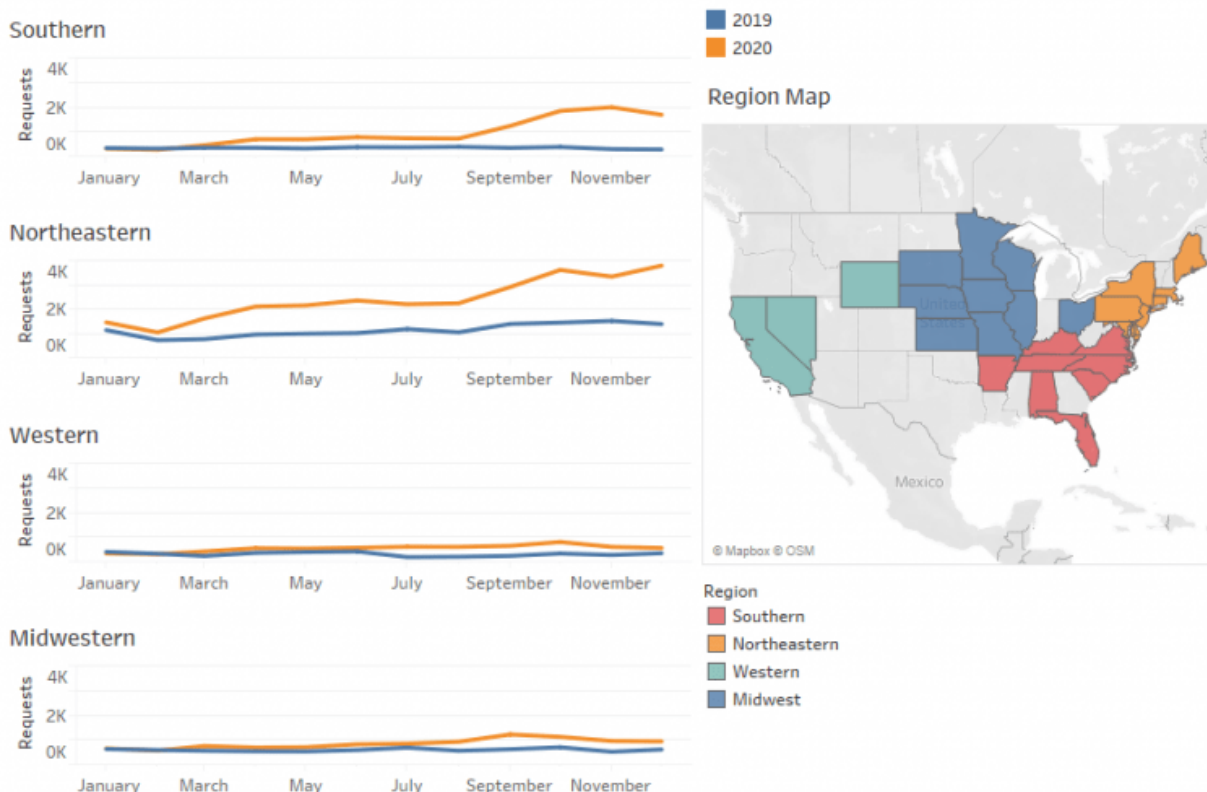 Southern
4K
2K
0K
Requests
January March May July September November
Northeastern
4K
2K
0K
Requests
January March May July September November
Western
4K
2K
0K
Requests
January March May July September November
Midwestern
4K
2K
0K
Requests
January March May July September November
2019
2020
Region Map
United
States
Mexico
© Mapbox © OSM
Region
Southern
Northeastern
Western
Midwest